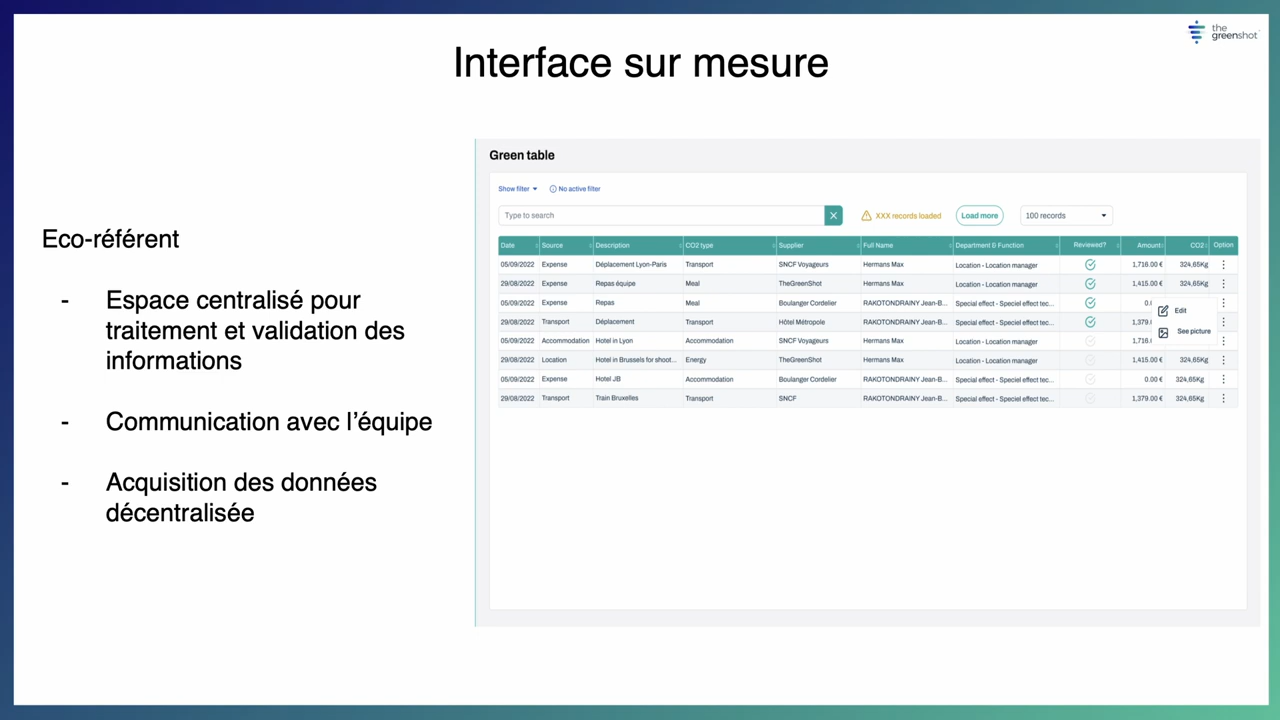 the
greenshot
Interface sur mesure
Eco-référent
- Espace centralisé pour
traitement et validation des
informations
- Communication avec l'équipe
- Acquisition des données
décentralisée
Green table
Show filter
No active filter
Type to search
XXX records loaded
Load more
100 records
Date Source Description CO2 type Supplier Full Name Department & Function Reviewed? Amount CO2 Option
05/09/2022 Expense Déplacement Lyon-Paris Transport SNCF Voyageurs Hermans Max Location - Location manager 1,716.00 € 324,65Kg
29/08/2022 Expense Repas équipe Meal TheGreenShot Hermans Max Location - Location manager 1,415.00 € 324,65Kg
05/09/2022 Expense Repas Meal Boulanger Cordelier RAKOTONDRAINY Jean-B... Special effect - Speciel effect tec... 0.
29/08/2022 Transport Déplacement Transport Hôtel Métropole RAKOTONDRAINY Jean-B... Special effect - Speciel effect tec... 1,379.
05/09/2022 Accommodation Hotel in Lyon Accommodation SNCF Voyageurs Hermans Max Location - Location manager 1,716.
29/08/2022 Location Hotel in Brussels for shoot... Energy TheGreenShot Hermans Max Location - Location manager 1,415.00 € 324,65Kg
05/09/2022 Expense Hotel JB Accommodation Boulanger Cordelier RAKOTONDRAINY Jean-B... Special effect - Speciel effect tec... 0.00 € 324,65Kg
29/08/2022 Transport Train Bruxelles Transport SNCF RAKOTONDRAINY Jean-B... Special effect - Speciel effect tec... 1,379.00 € 324,65Kg
Edit
See picture